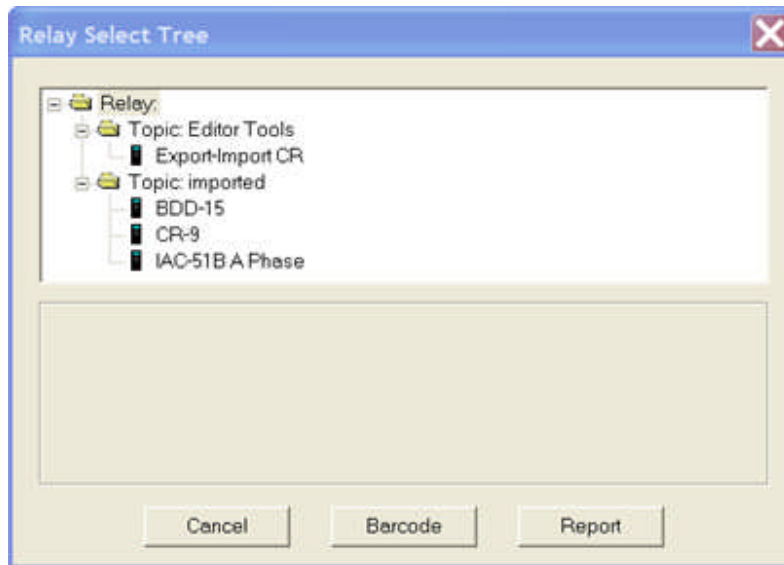 Relay Select Tree
Relay:
Topic: Editor Tools
Export-Import CR
Topic: imported
BDD-15
CR-9
IAC-51B A Phase
Cancel Barcode Report